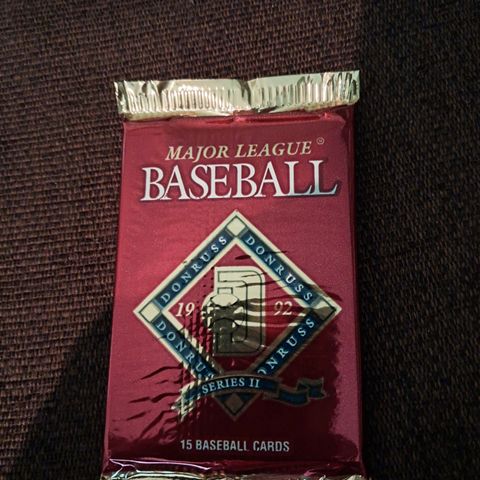 MAJOR LEAGUE®
BASEBALL
DONRUSS DONRUSS
19 92
DONRUSS DONRUSS
SERIES II
15 BASEBALL CARDS